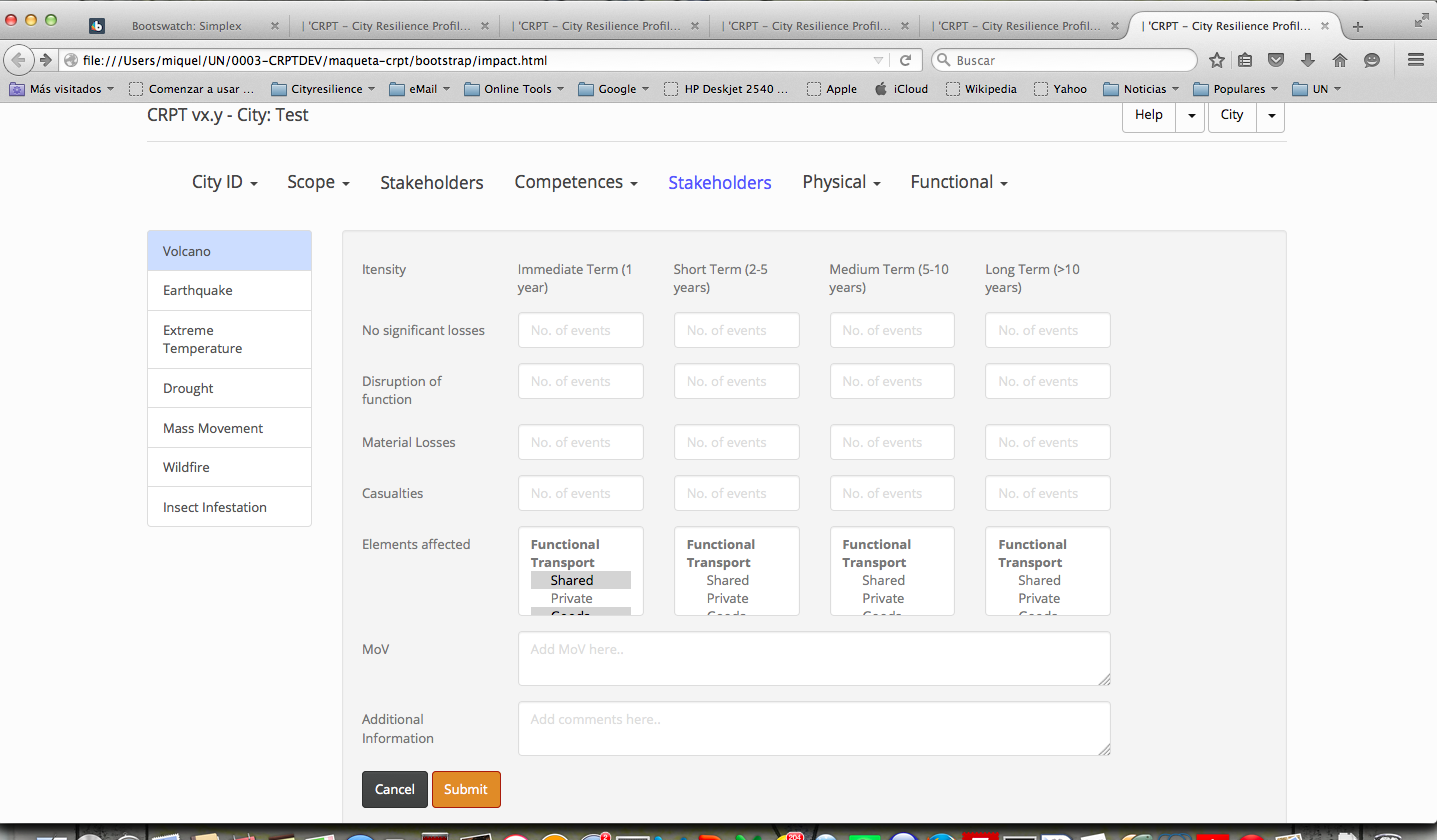 Bootswatch: Simplex
| 'CRPT – City Resilience Profil...
| 'CRPT – City Resilience Profil...
| 'CRPT – City Resilience Profil...
| 'CRPT – City Resilience Profil...
| 'CRPT – City Resilience Profil...
file:///Users/miquel/UN/0003-CRPTDEV/maqueta-crpt/bootstrap/impact.html
Buscar
Más visitados
Comenzar a usar ...
Cityresilience
eMail
Online Tools
Google
HP Deskjet 2540 ...
Apple
iCloud
Wikipedia
Yahoo
Noticias
Populares
UN
CRPT vx.y - City: Test
Help
City
City ID
Scope
Stakeholders
Competences
Stakeholders
Physical
Functional
Volcano
Earthquake
Extreme
Temperature
Drought
Mass Movement
Wildfire
Insect Infestation
Itensity
Immediate Term (1
year)
Short Term (2-5
years)
Medium Term (5-10
years)
Long Term (>10
years)
No significant losses
No. of events
No. of events
No. of events
No. of events
Disruption of
function
No. of events
No. of events
No. of events
No. of events
Material Losses
No. of events
No. of events
No. of events
No. of events
Casualties
No. of events
No. of events
No. of events
No. of events
Elements affected
Functional
Transport
Shared
Private
Goods
Functional
Transport
Shared
Private
Goods
Functional
Transport
Shared
Private
Goods
Functional
Transport
Shared
Private
Goods
MoV
Add MoV here..
Additional
Information
Add comments here..
Cancel
Submit
2
204